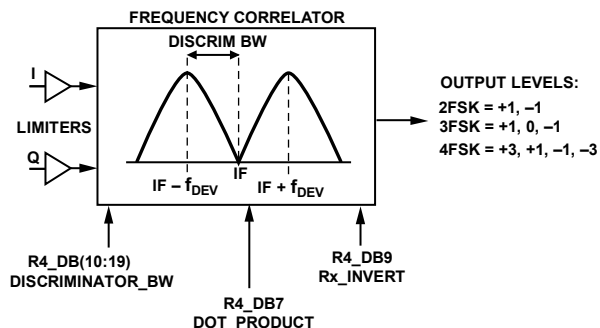 FREQUENCY CORRELATOR
DISCRIM BW
I
LIMITERS
Q
IF
IF – fDEV
IF + fDEV
OUTPUT LEVELS:
2FSK = +1, –1
3FSK = +1, 0, –1
4FSK = +3, +1, –1, –3
R4_DB(10:19)
DISCRIMINATOR_BW
R4_DB7
DOT_PRODUCT
R4_DB9
Rx_INVERT